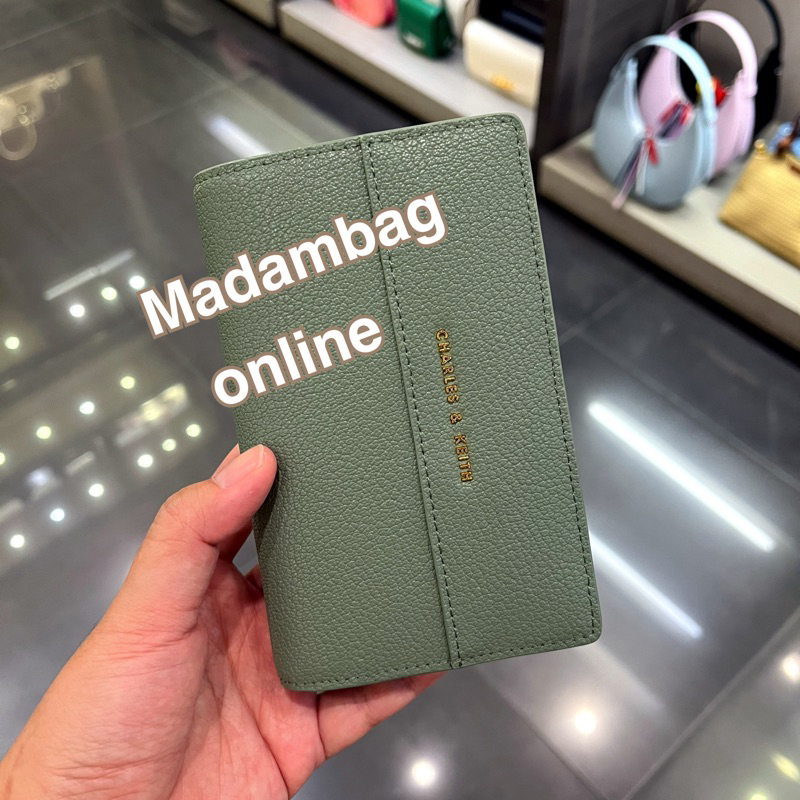 Madambag
online
CHARLES & KEITH